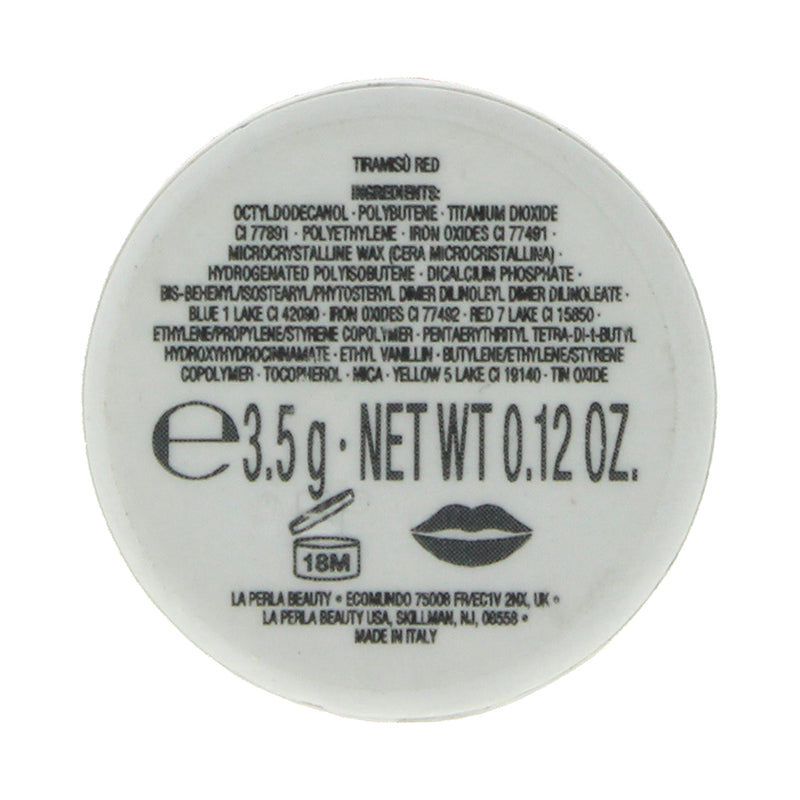 TIRAMISÙ RED
INGREDIENTS:
OCTYLDODECANOL · POLYBUTENE · TITANIUM DIOXIDE
CI 77891 · POLYETHYLENE · IRON OXIDES CI 77491 ·
MICROCRYSTALLINE WAX (CERA MICROCRISTALLINA) ·
HYDROGENATED POLYISOBUTENE · DICALCIUM PHOSPHATE ·
BIS-BEHENYL/ISOSTEARYL/PHYTOSTERYL DIMER DILINOLEYL DIMER DILINOLEATE ·
BLUE 1 LAKE CI 42090 · IRON OXIDES CI 77492 · RED 7 LAKE CI 15850 ·
ETHYLENE/PROPYLENE/STYRENE COPOLYMER · PENTAERYTHRITYL TETRA-DI-T-BUTYL
HYDROXYHYDROCINNAMATE · ETHYL VANILLIN · BUTYLENE/ETHYLENE/STYRENE
COPOLYMER · TOCOPHEROL · MICA · YELLOW 5 LAKE CI 19140 · TIN OXIDE
℮ 3.5 g · NET WT 0.12 OZ.
18M
LA PERLA BEAUTY • ECOMUNDO 75008 FR/EC1V 2NX, UK •
LA PERLA BEAUTY USA, SKILLMAN, NJ, 08558 •
MADE IN ITALY